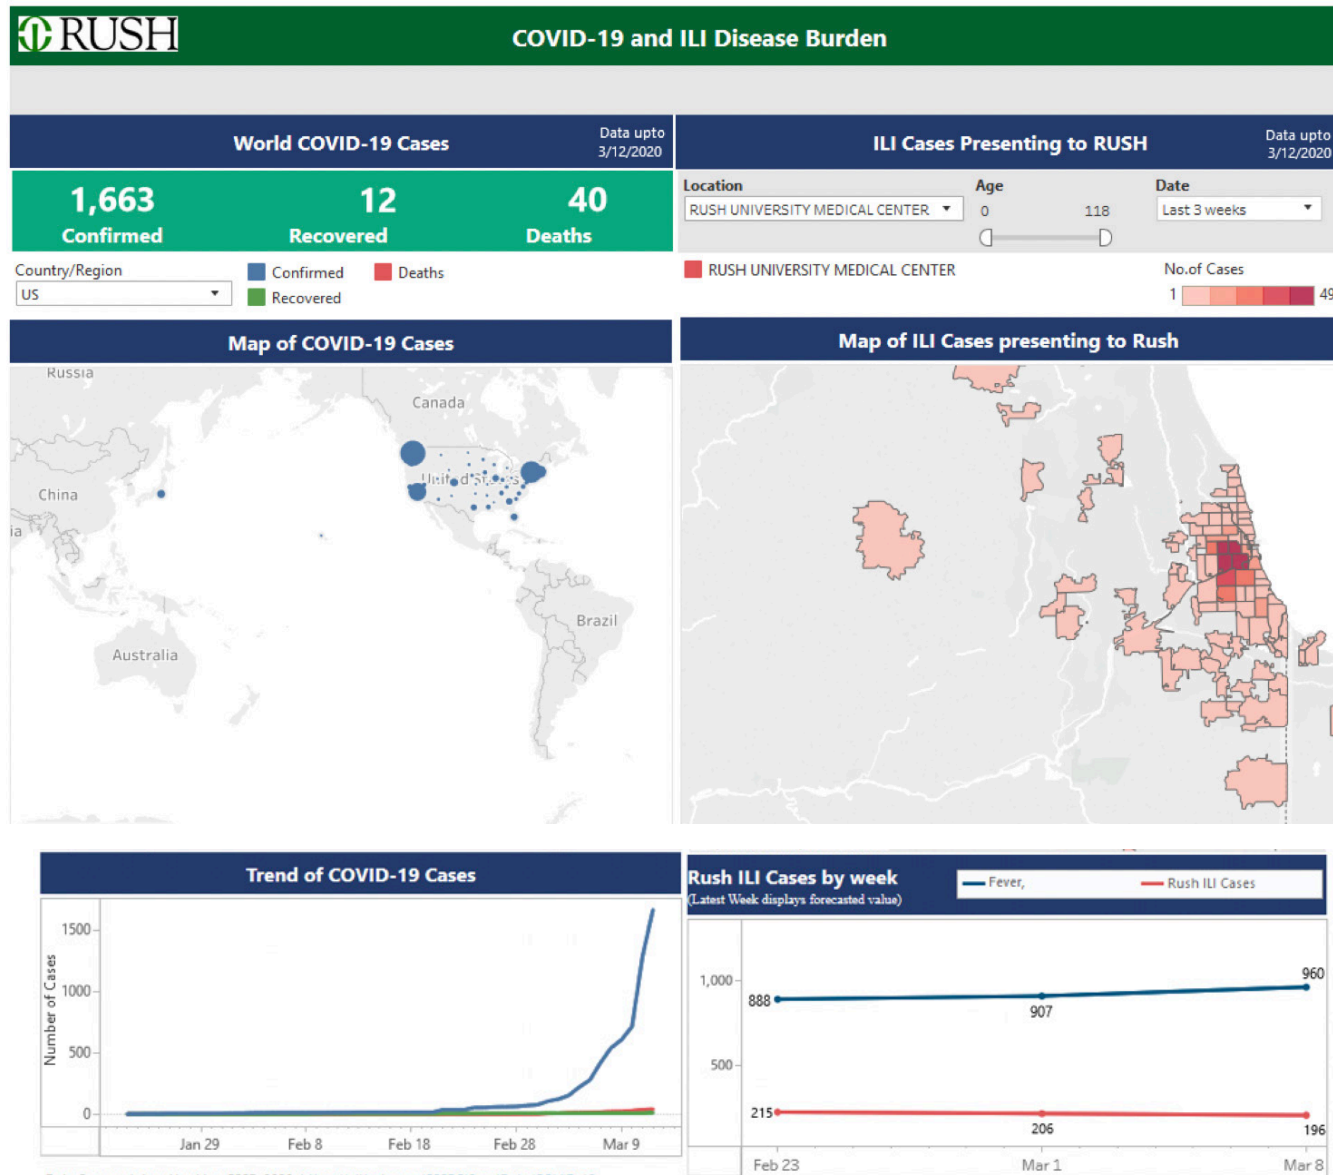 RUSH
COVID-19 and ILI Disease Burden
World COVID-19 Cases
Data upto
3/12/2020
1,663
Confirmed
12
Recovered
40
Deaths
Country/Region
US
Confirmed
Deaths
Recovered
Map of COVID-19 Cases
Russia
Canada
China
United States
ia
Brazil
Australia
ILI Cases Presenting to RUSH
Data upto
3/12/2020
Location
RUSH UNIVERSITY MEDICAL CENTER
Age
0 118
Date
Last 3 weeks
RUSH UNIVERSITY MEDICAL CENTER
No.of Cases
1 49
Map of ILI Cases presenting to Rush
Trend of COVID-19 Cases
Number of Cases
1500
1000
500
0
Jan 29 Feb 8 Feb 18 Feb 28 Mar 9
Rush ILI Cases by week
(Latest Week displays forecasted value)
Fever,
Rush ILI Cases
1,000
500
888
907
960
215
206
196
Feb 23 Mar 1 Mar 8